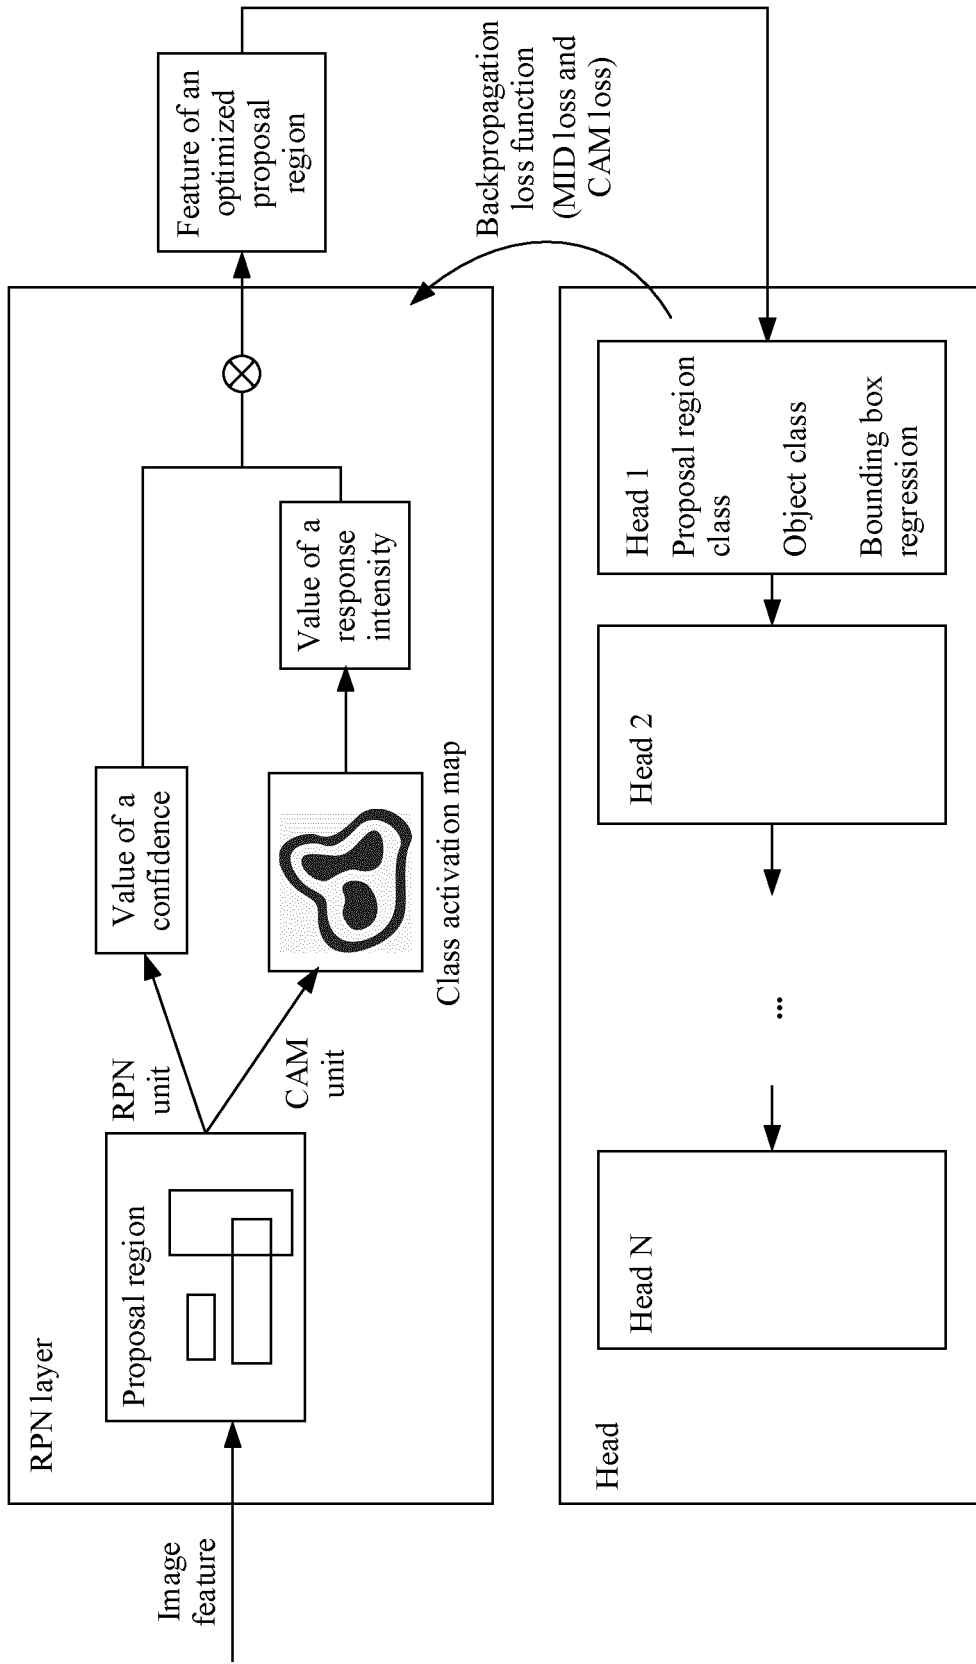 Image
feature
RPN layer
Proposal region
RPN
unit
CAM
unit
Value of a
confidence
Class activation map
Value of a
response
intensity
Feature of an
optimized
proposal
region
Backpropagation
loss function
(MID loss and
CAM loss)
Head
Head N
...
Head 2
Head 1
Proposal region
class
Object class
Bounding box
regression